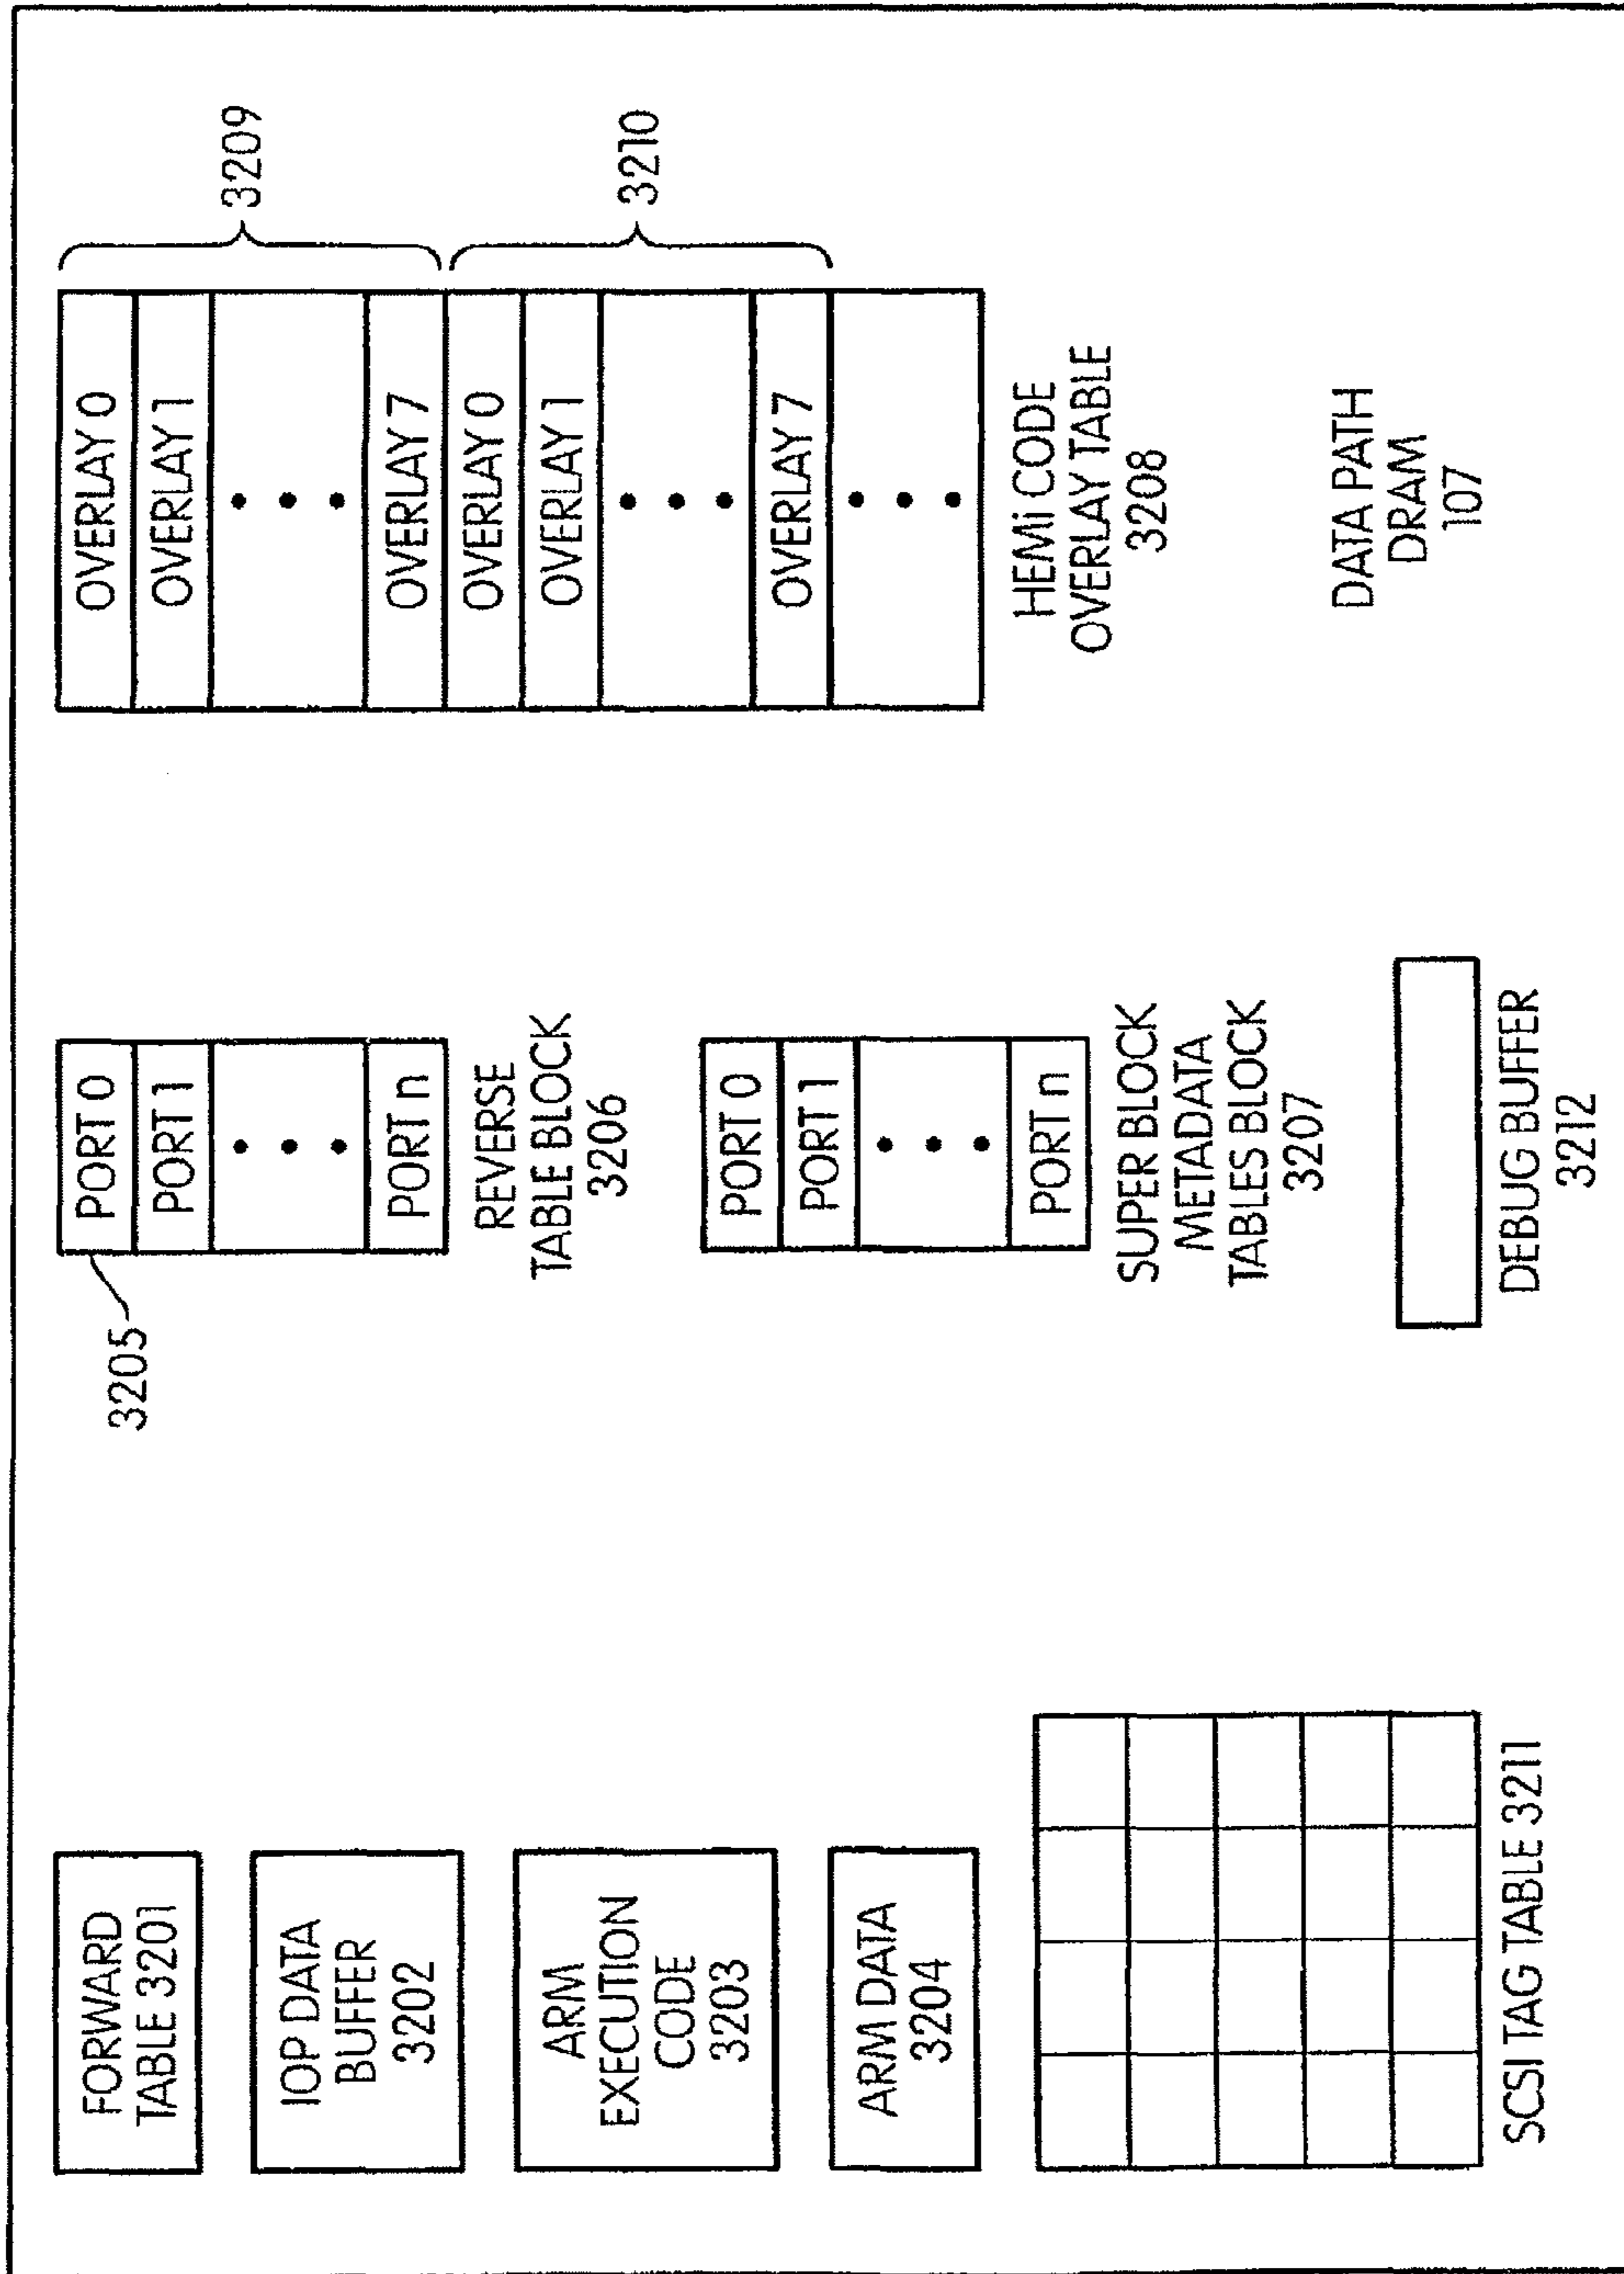 FORWARD
TABLE 3201
IOP DATA
BUFFER
3202
ARM
EXECUTION
CODE
3203
ARM DATA
3204
SCSI TAG TABLE 3211
3205
PORT 0
PORT 1
PORT n
REVERSE
TABLE BLOCK
3206
PORT 0
PORT 1
PORT n
SUPER BLOCK
METADATA
TABLES BLOCK
3207
DEBUG BUFFER
3212
OVERLAY 0
OVERLAY 1
OVERLAY 7
OVERLAY 0
OVERLAY 1
OVERLAY 7
3209
3210
HEMi CODE
OVERLAY TABLE
3208
DATA PATH
DRAM
107